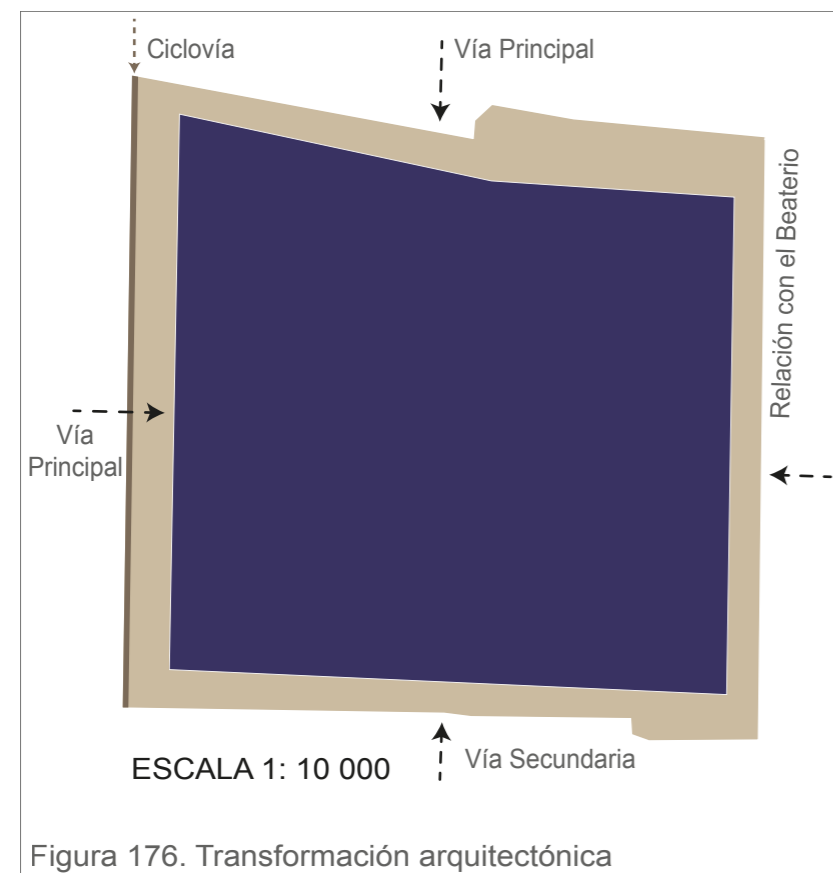 Ciclovía
Vía Principal
Relación con el Beaterio
Vía
Principal
Vía Secundaria
ESCALA 1: 10 000
Figura 176. Transformación arquitectónica